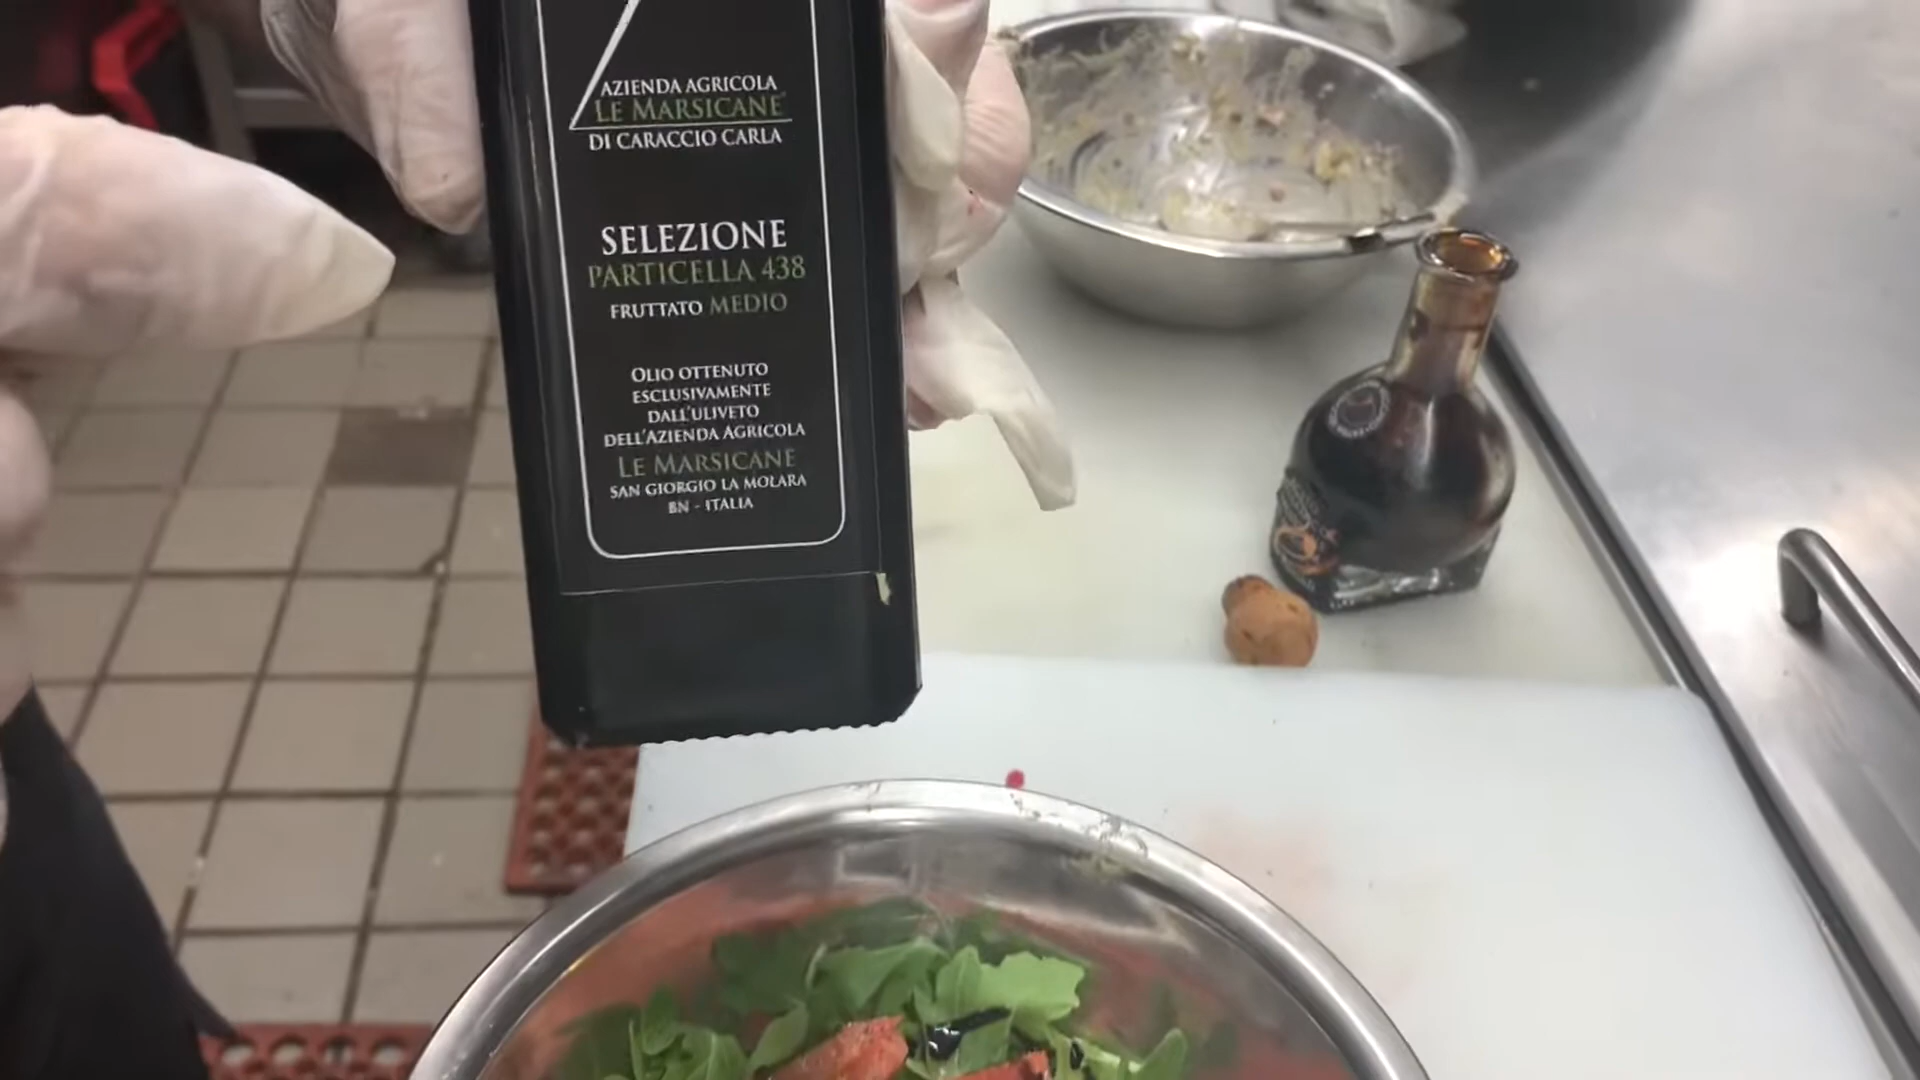 AZIENDA AGRICOLA
LE MARSICANE
DI CARACCIO CARLA
SELEZIONE
PARTICELLA 438
FRUTTATO MEDIO
OLIO OTTENUTO
ESCLUSIVAMENTE
DALL'ULIVETO
DELL'AZIENDA AGRICOLA
LE MARSICANE
SAN GIORGIO LA MOLARA
BN - ITALIA